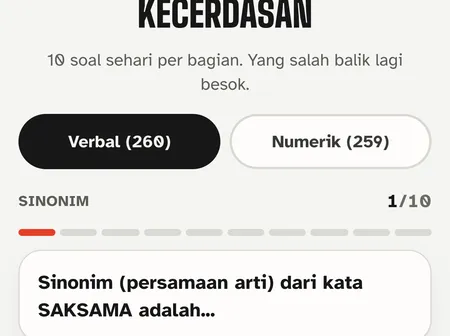 KECERDASAN
10 soal sehari per bagian. Yang salah balik lagi
besok.
Verbal (260)
Numerik (259)
SINONIM
1/10
Sinonim (persamaan arti) dari kata
SAKSAMA adalah...